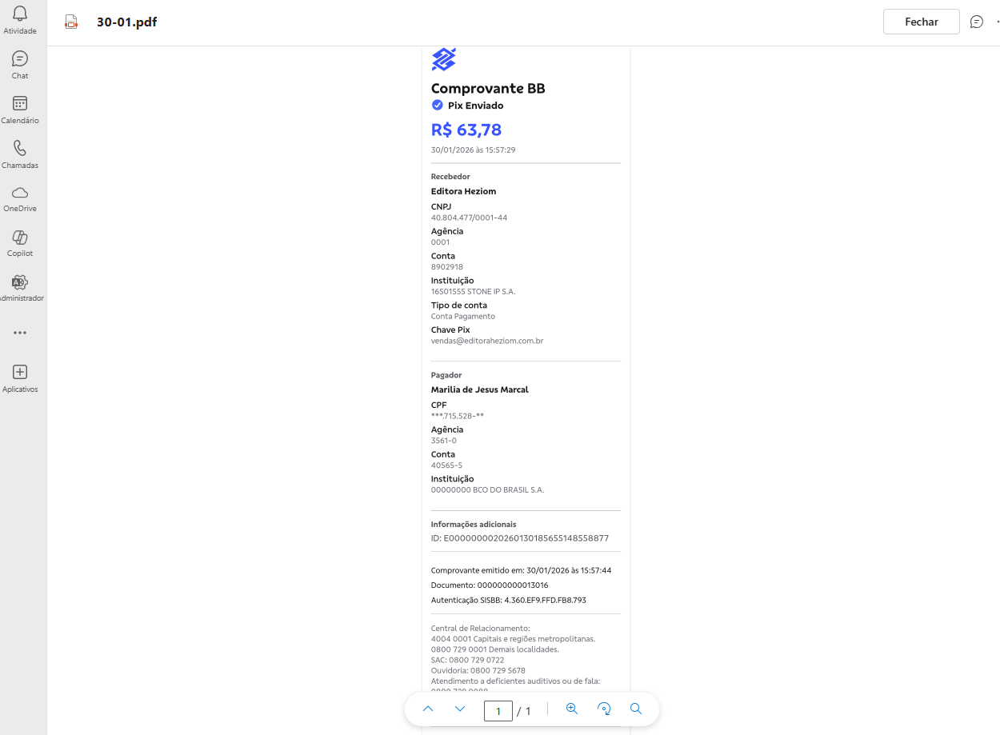 Atividade
Chat
Calendário
Chamadas
OneDrive
Copilot
Administrador
Aplicativos
30-01.pdf
Fechar
Comprovante BB
Pix Enviado
R$ 63,78
30/01/2026 às 15:57:29
Recebedor
Editora Heziom
CNPJ
40.804.477/0001-44
Agência
0001
Conta
8902918
Instituição
16501555 STONE IP S.A.
Tipo de conta
Conta Pagamento
Chave Pix
vendas@editoraheziom.com.br
Pagador
Marilia de Jesus Marcal
CPF
***.715.528-**
Agência
3561-0
Conta
40565-5
Instituição
00000000 BCO DO BRASIL S.A.
Informações adicionais
ID: E0000000020260130185655148558877
Comprovante emitido em: 30/01/2026 às 15:57:44
Documento: 000000000013016
Autenticação SISBB: 4.360.EF9.FFD.FB8.793
Central de Relacionamento:
4004 0001 Capitais e regiões metropolitanas.
0800 729 0001 Demais localidades.
SAC: 0800 729 0722
Ouvidoria: 0800 729 5678
Atendimento a deficientes auditivos ou de fala:
0800 729 0088
1 / 1